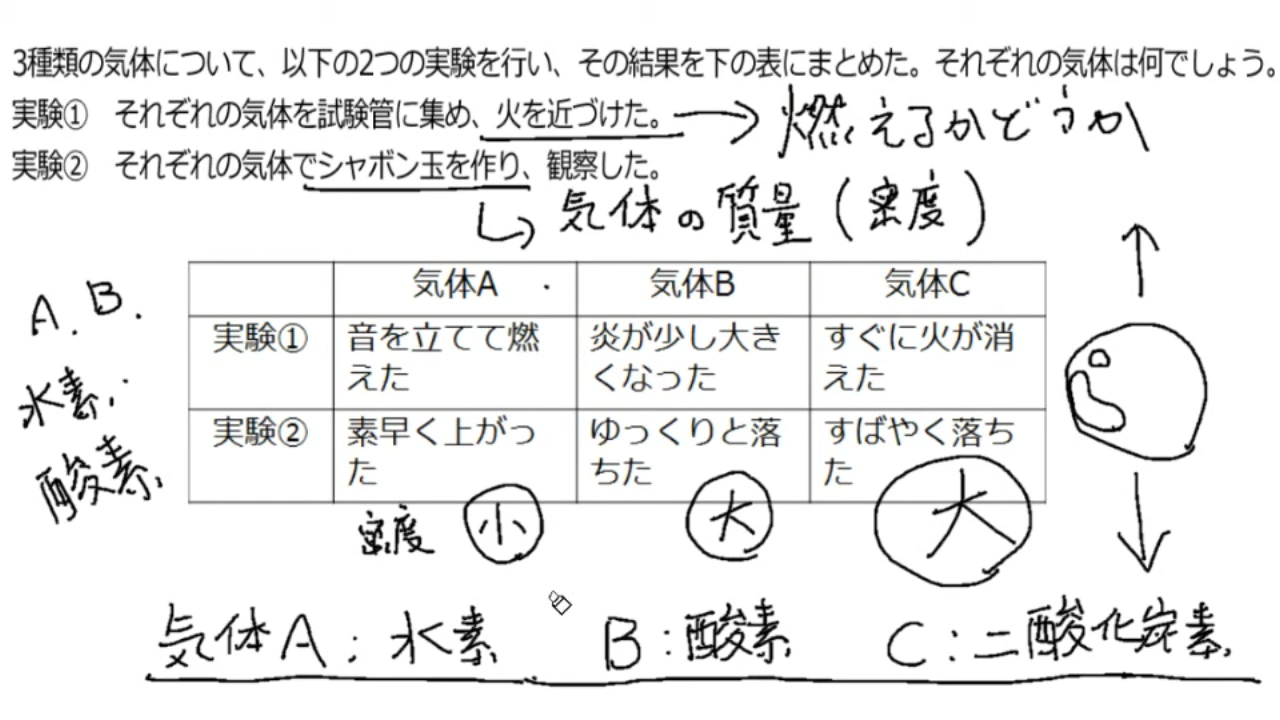 3種類の気体について、以下の2つの実験を行い、その結果を下の表にまとめた。それぞれの気体は何でしょう。
実験① それぞれの気体を試験管に集め、火を近づけた。 → 燃えるかどうか
実験② それぞれの気体でシャボン玉を作り、観察した。
気体の質量(密度)
気体A 気体B 気体C
実験① 音を立てて燃えた 炎が少し大きくなった すぐに火が消えた
実験② 素早く上がった ゆっくりと落ちた すばやく落ちた
A. B.
水素.
酸素.
密度 小 大 大
気体A:水素 B:酸素 C:二酸化炭素.